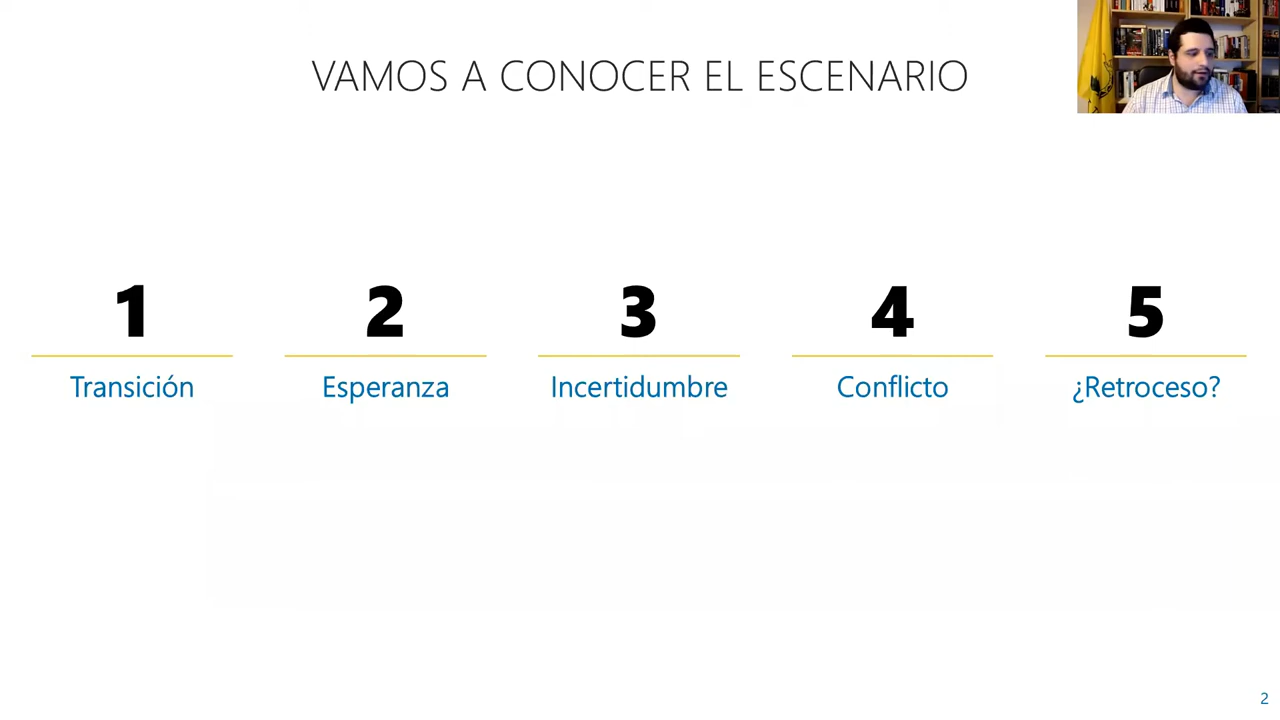 VAMOS A CONOCER EL ESCENARIO
1
Transición
2
Esperanza
3
Incertidumbre
4
Conflicto
5
¿Retroceso?
2